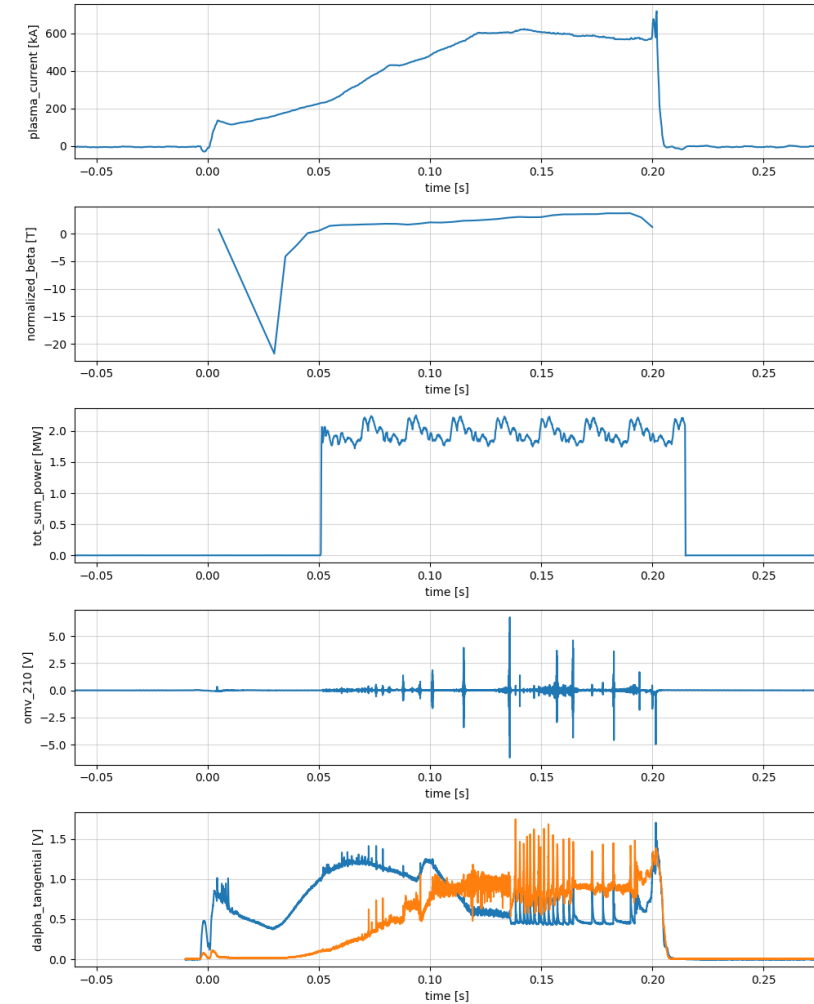 600
400
200
0
plasma_current [kA]
−0.05 0.00 0.05 0.10 0.15 0.20 0.25
time [s]
0
−5
−10
−15
−20
normalized_beta [T]
−0.05 0.00 0.05 0.10 0.15 0.20 0.25
time [s]
2.0
1.5
1.0
0.5
0.0
tot_sum_power [MW]
−0.05 0.00 0.05 0.10 0.15 0.20 0.25
time [s]
5.0
2.5
0.0
−2.5
−5.0
omv_210 [V]
−0.05 0.00 0.05 0.10 0.15 0.20 0.25
time [s]
1.5
1.0
0.5
0.0
dalpha_tangential [V]
−0.05 0.00 0.05 0.10 0.15 0.20 0.25
time [s]